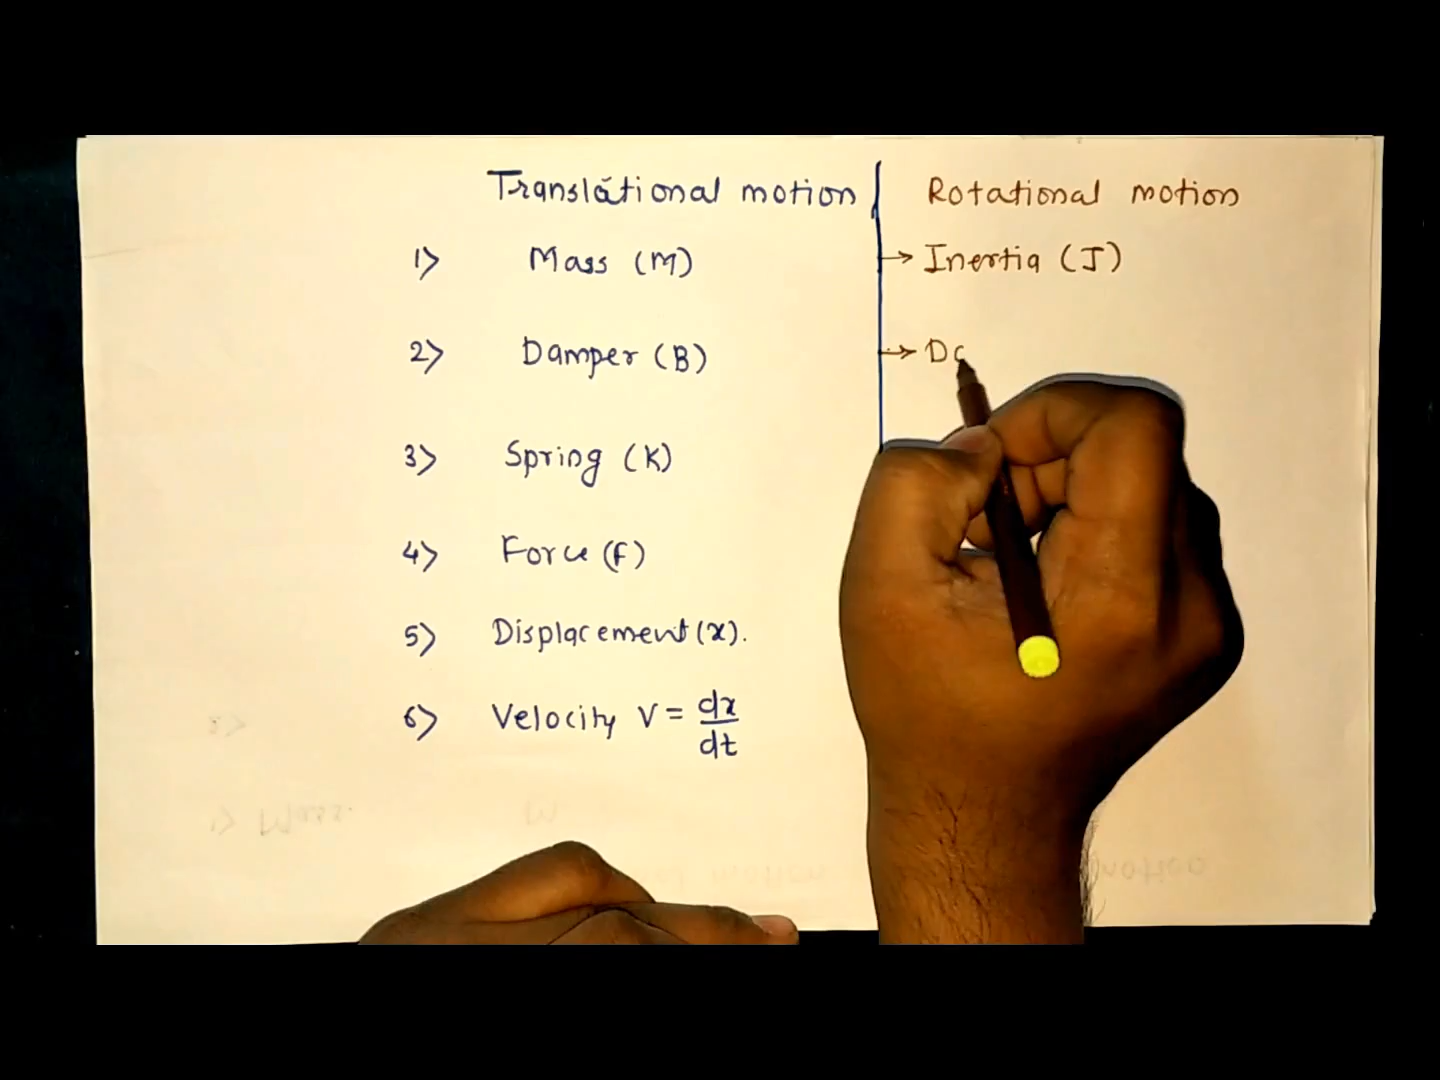 Translational motion Rotational motion
1> Mass (M) → Inertia (J)
2> Damper (B) → Da
3> Spring (K)
4> Force (F)
5> Displacement (x).
6> Velocity V = dx/dt